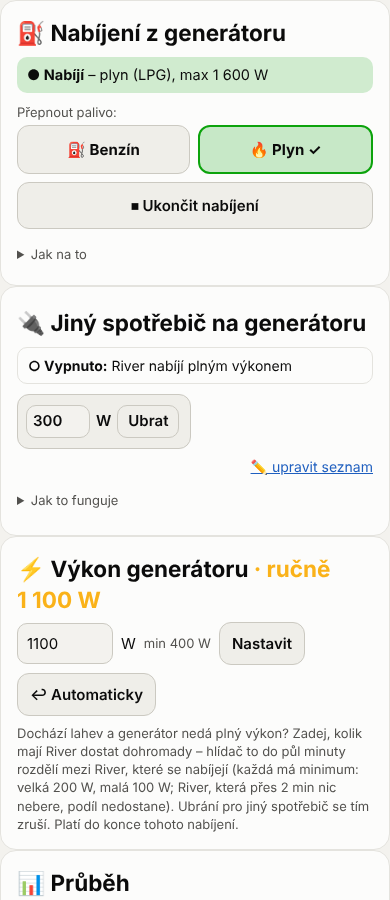 ⛽ Nabíjení z generátoru
● Nabíjí – plyn (LPG), max 1 600 W
Přepnout palivo:
⛽ Benzín
🔥 Plyn ✓
■ Ukončit nabíjení
▶ Jak na to
🔌 Jiný spotřebič na generátoru
○ Vypnuto: River nabíjí plným výkonem
300 W Ubrat
✏️ upravit seznam
▶ Jak to funguje
⚡ Výkon generátoru · ručně
1 100 W
1100 W min 400 W Nastavit
↩ Automaticky
Dochází lahev a generátor nedá plný výkon? Zadej, kolik
mají River dostat dohromady – hlídač to do půl minuty
rozdělí mezi River, které se nabíjejí (každá má minimum:
velká 200 W, malá 100 W; River, která přes 2 min nic
nebere, podíl nedostane). Ubrání pro jiný spotřebič se tím
zruší. Platí do konce tohoto nabíjení.
📊 Průběh